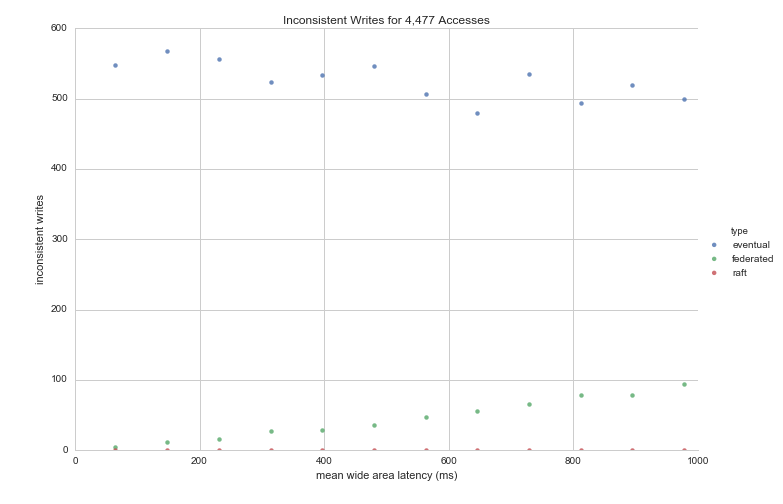 Inconsistent Writes for 4,477 Accesses
600
500
400
300
200
100
0
inconsistent writes
0 200 400 600 800 1000
mean wide area latency (ms)
type
eventual
federated
raft